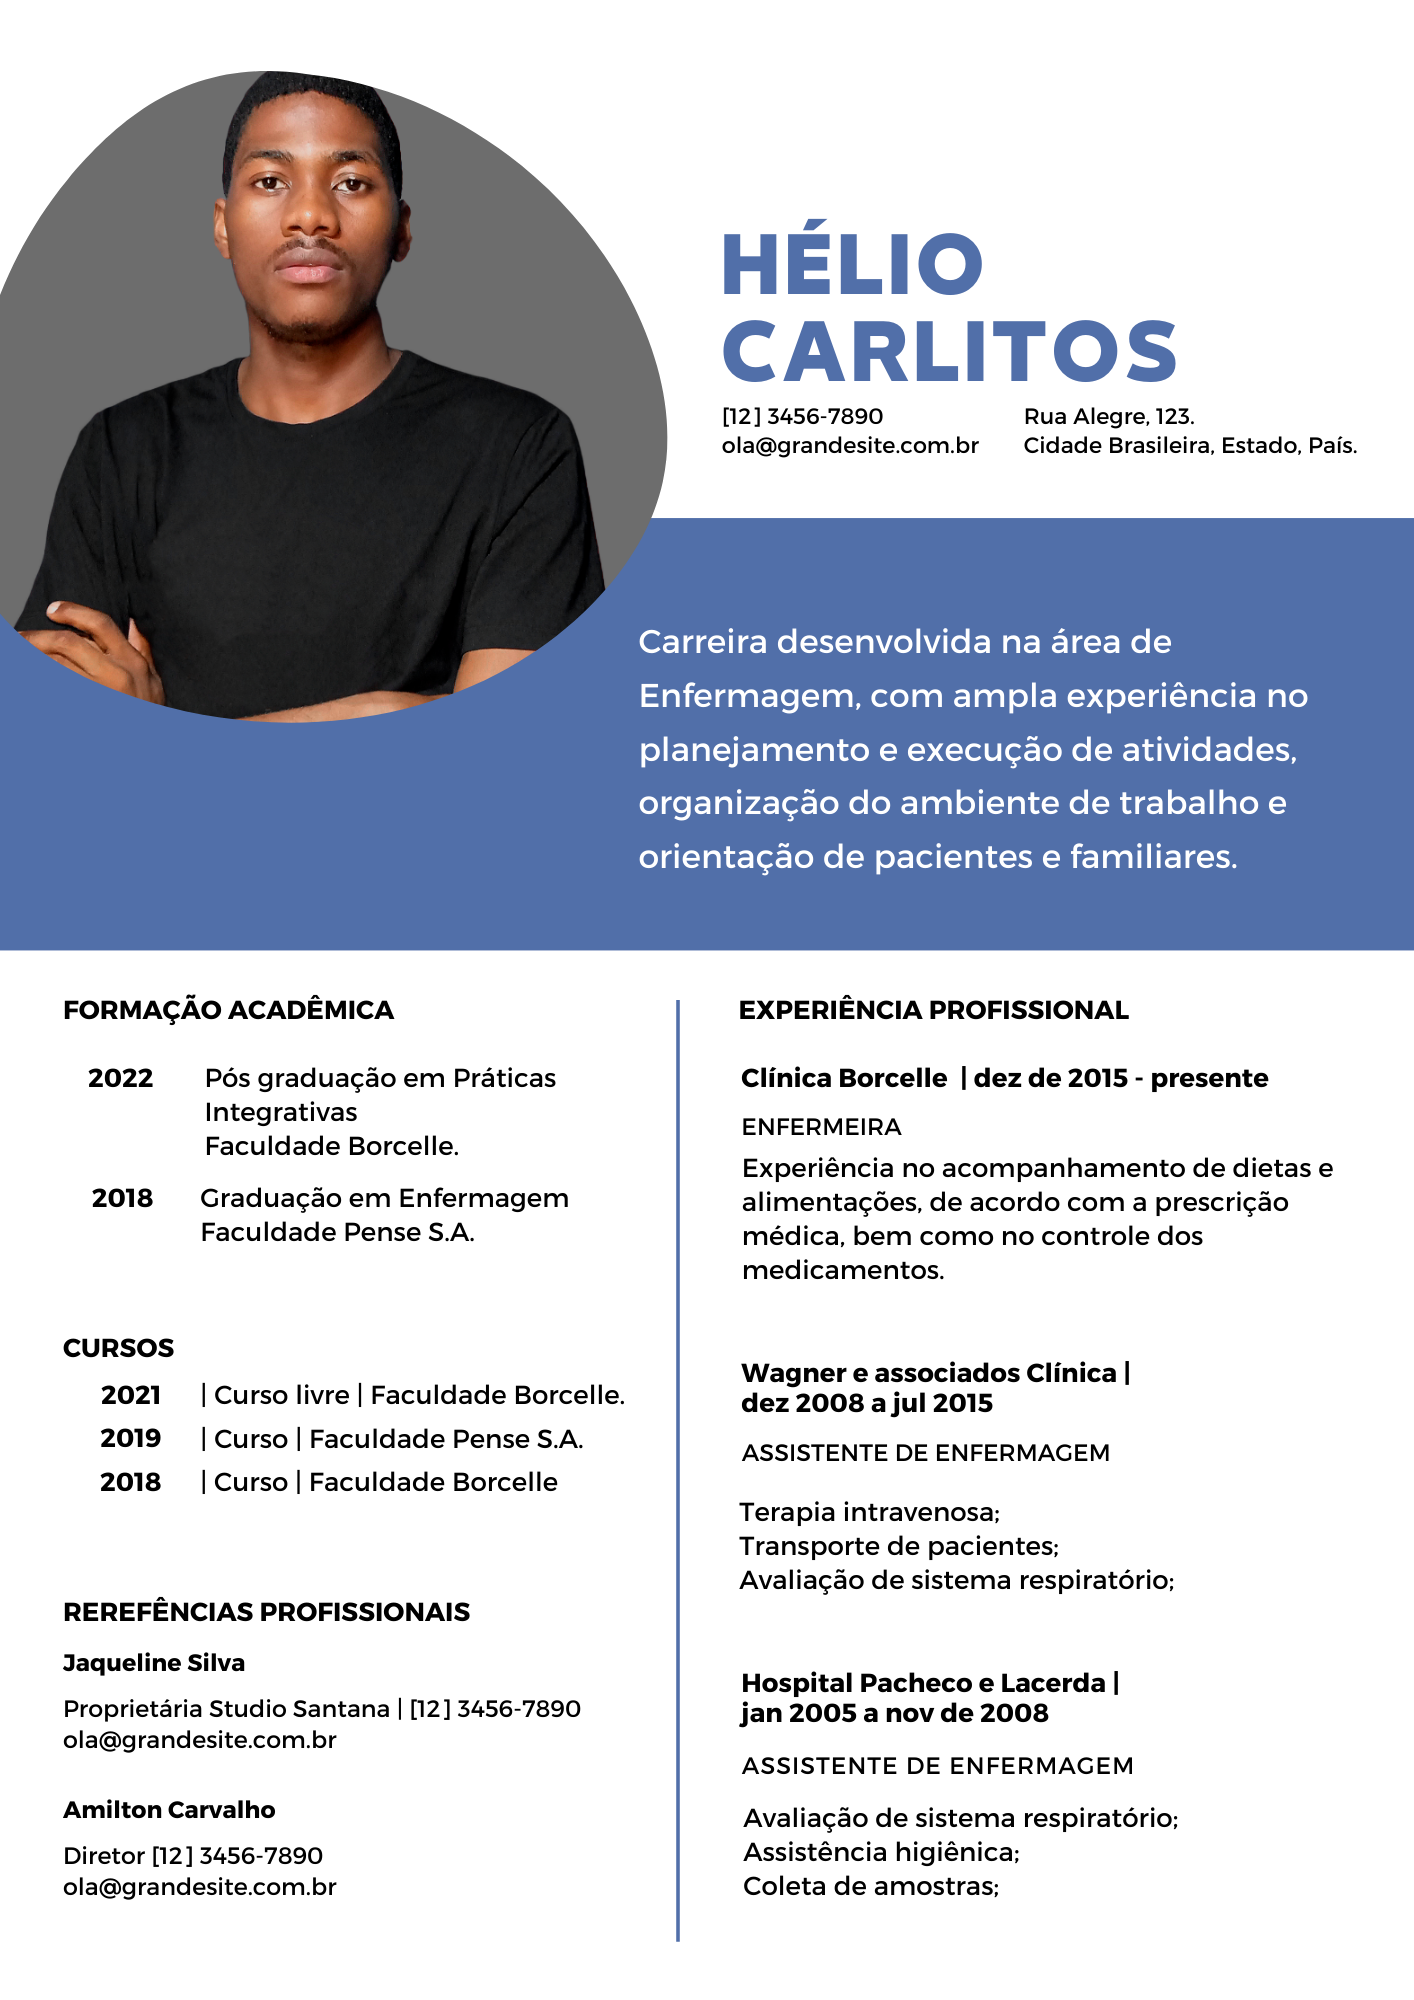 HÉLIO
CARLITOS
[12] 3456-7890
ola@grandesite.com.br
Rua Alegre, 123.
Cidade Brasileira, Estado, País.
Carreira desenvolvida na área de
Enfermagem, com ampla experiência no
planejamento e execução de atividades,
organização do ambiente de trabalho e
orientação de pacientes e familiares.
FORMAÇÃO ACADÊMICA
2022 Pós graduação em Práticas
Integrativas
Faculdade Borcelle.
2018 Graduação em Enfermagem
Faculdade Pense S.A.
CURSOS
2021 | Curso livre | Faculdade Borcelle.
2019 | Curso | Faculdade Pense S.A.
2018 | Curso | Faculdade Borcelle
REREFÊNCIAS PROFISSIONAIS
Jaqueline Silva
Proprietária Studio Santana | [12] 3456-7890
ola@grandesite.com.br
Amilton Carvalho
Diretor [12] 3456-7890
ola@grandesite.com.br
EXPERIÊNCIA PROFISSIONAL
Clínica Borcelle | dez de 2015 - presente
ENFERMEIRA
Experiência no acompanhamento de dietas e
alimentações, de acordo com a prescrição
médica, bem como no controle dos
medicamentos.
Wagner e associados Clínica |
dez 2008 a jul 2015
ASSISTENTE DE ENFERMAGEM
Terapia intravenosa;
Transporte de pacientes;
Avaliação de sistema respiratório;
Hospital Pacheco e Lacerda |
jan 2005 a nov de 2008
ASSISTENTE DE ENFERMAGEM
Avaliação de sistema respiratório;
Assistência higiênica;
Coleta de amostras;